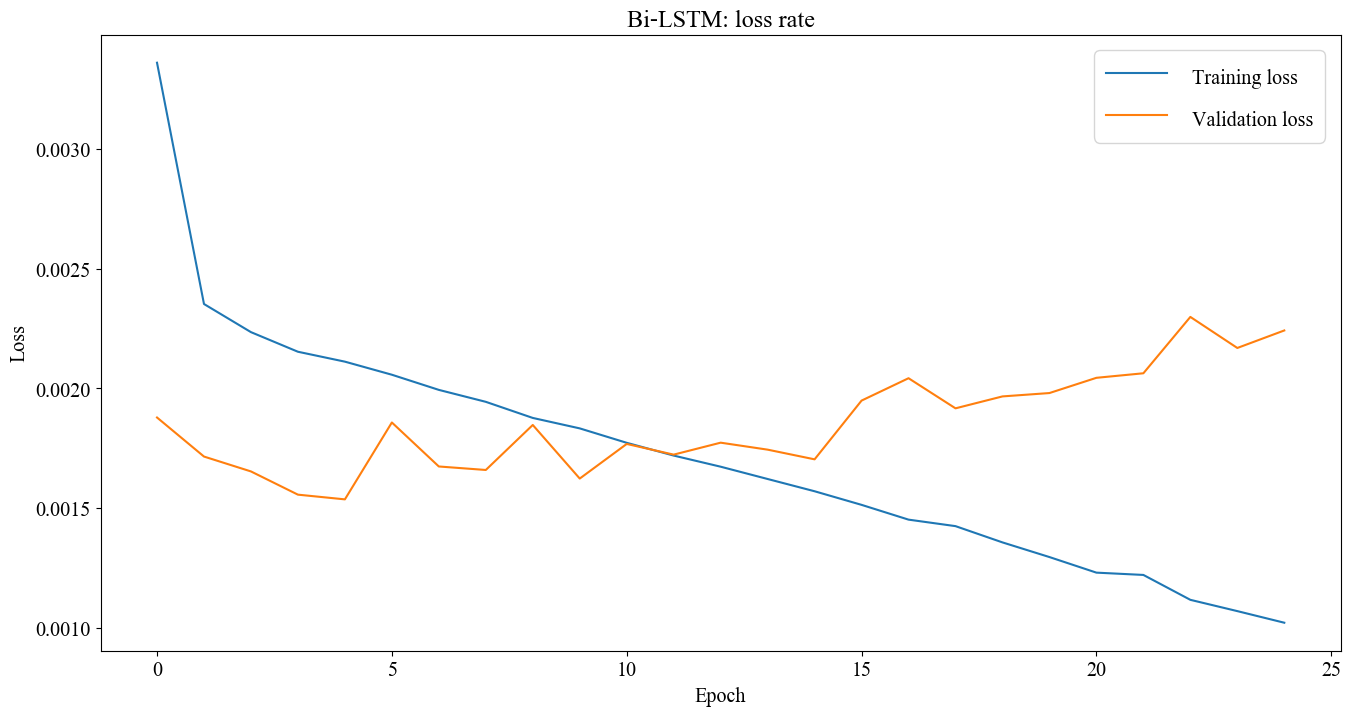 Bi-LSTM: loss rate
Training loss
Validation loss
Loss
0.0030
0.0025
0.0020
0.0015
0.0010
0 5 10 15 20 25
Epoch